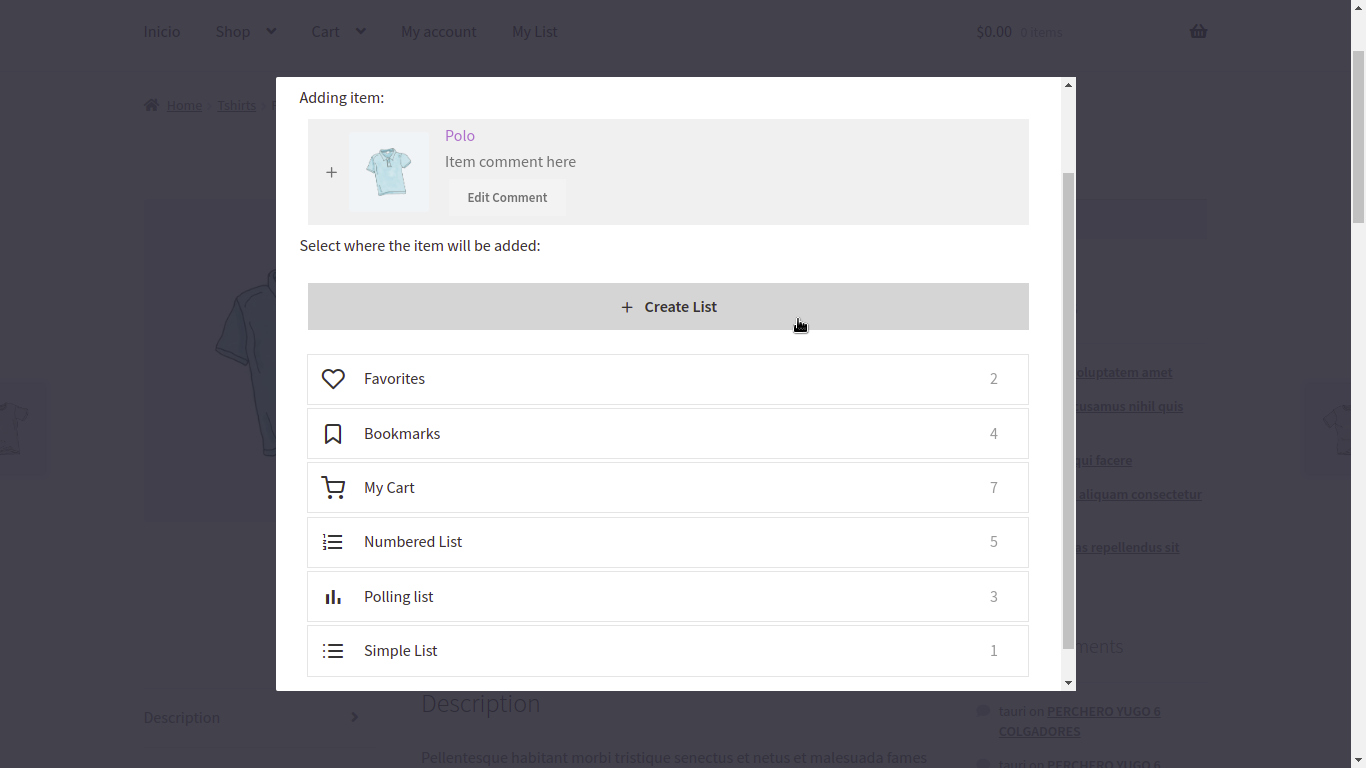 Inicio Shop Cart My account My List $0.00 0 items
Home Tshirts
Adding item:
Polo
Item comment here
Edit Comment
Select where the item will be added:
+ Create List
Favorites 2
Bookmarks 4
My Cart 7
Numbered List 5
Polling list 3
Simple List 1
oluptatem amet
cusamus nihil quis
qui facere
aliquam consectetur
as repellendus sit
ments
Description
Description
tauri on PERCHERO YUGO 6
COLGADORES
Pellentesque habitant morbi tristique senectus et netus et malesuada fames
tauri on PERCHERO YUGO 6